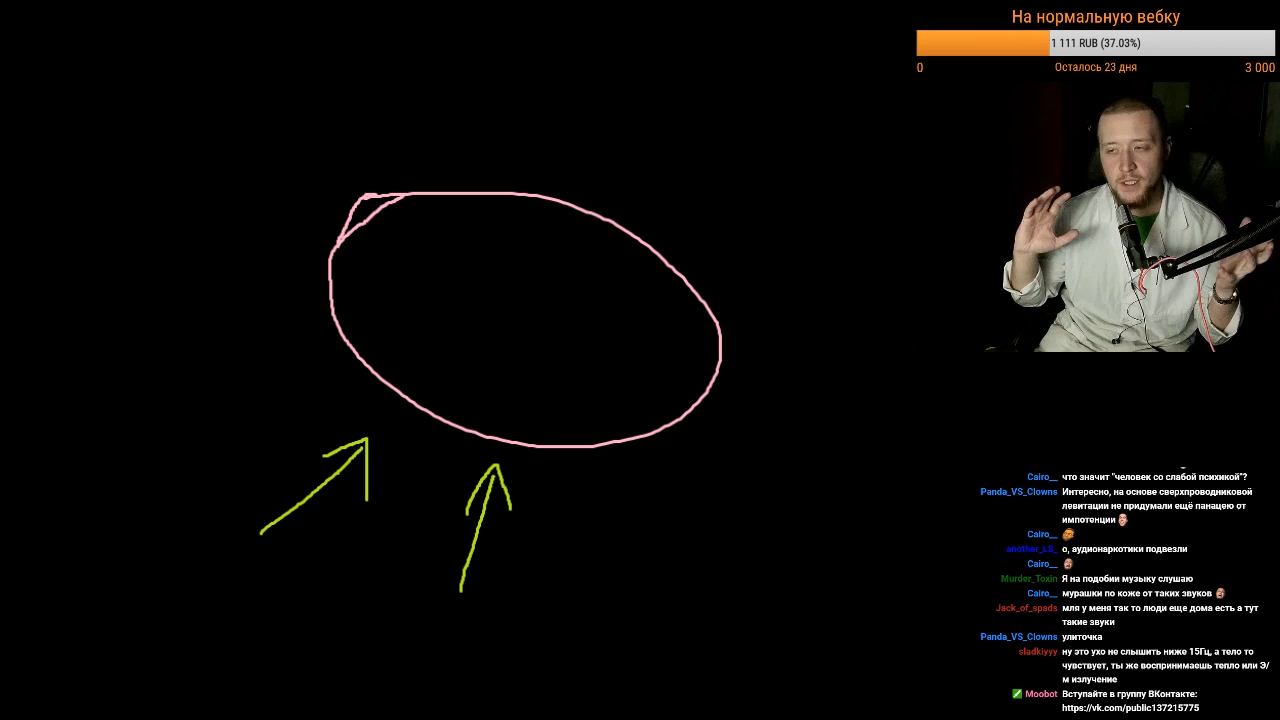 На нормальную вебку
1 111 RUB (37.03%)
0 Осталось 23 дня 3 000
Cairo__ что значит "человек со слабой психикой"?
Panda_VS_Clowns Интересно, на основе сверхпроводниковой
левитации не придумали ещё панацею от
импотенции
Cairo__
another_LS_ о, аудионаркотики подвезли
Cairo__
Murder_Toxin Я на подобии музыку слушаю
Cairo__ мурашки по коже от таких звуков
Jack_of_spads мля у меня так то люди еще дома есть а тут
такие звуки
Panda_VS_Clowns улиточка
sladkiyyy ну это ухо не слышить ниже 15Гц, а тело то
чувствует, ты же воспринимаешь тепло или Э/
м излучение
Moobot Вступайте в группу ВКонтакте:
https://vk.com/public137215775